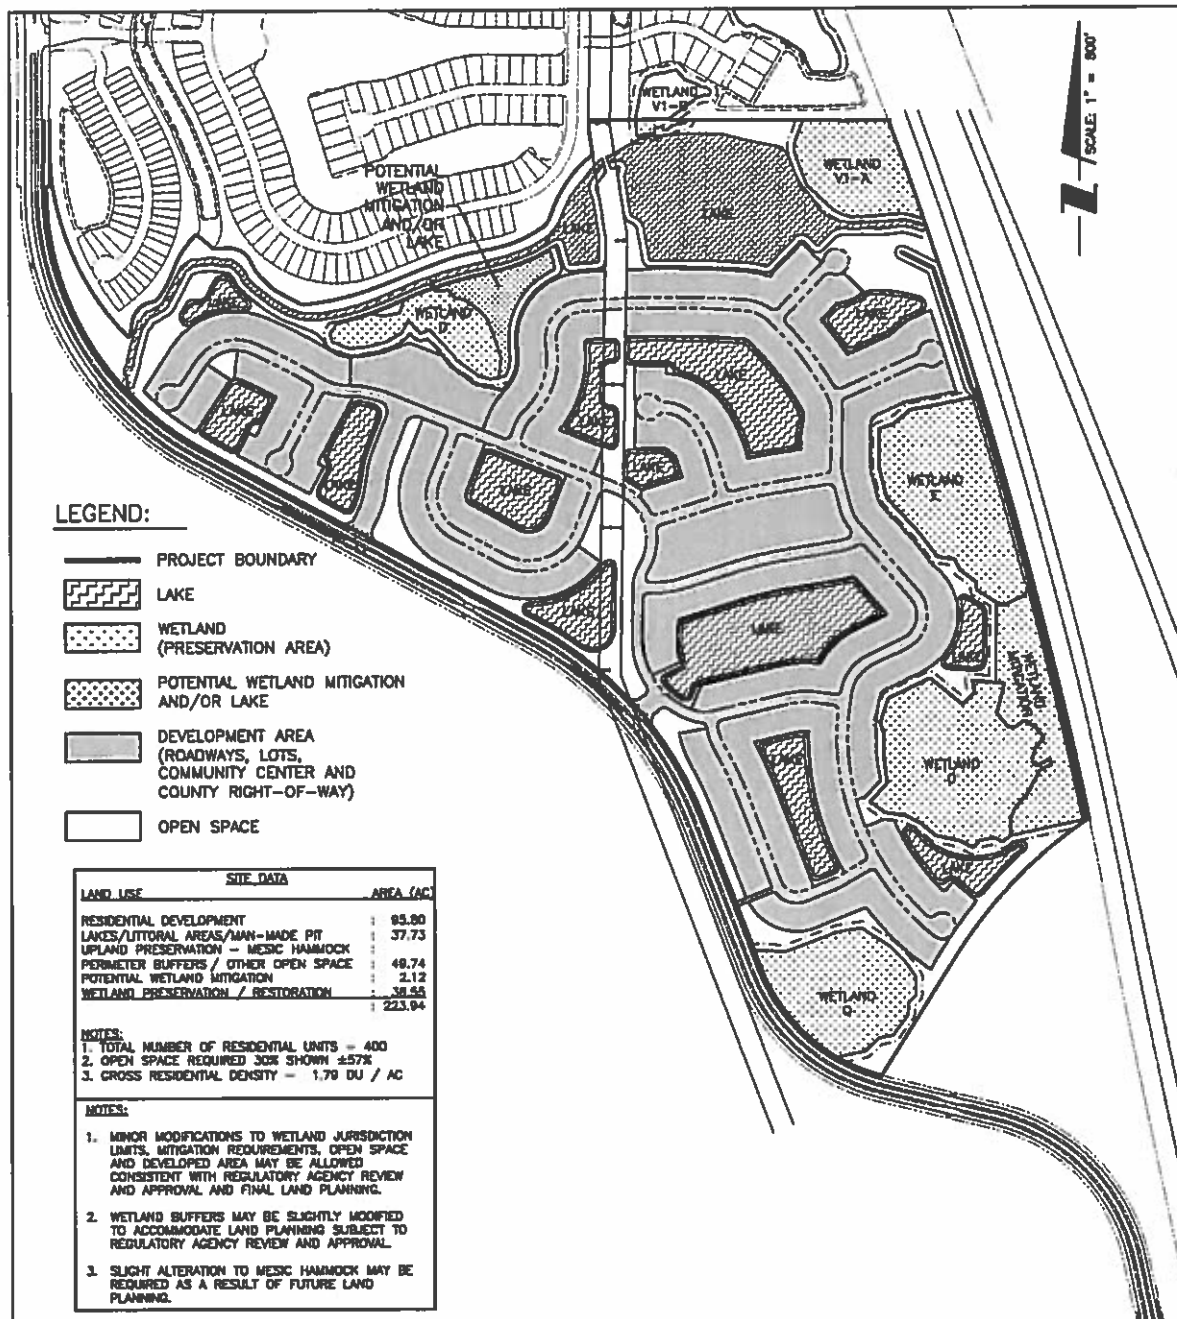 WETLAND
V1-B
SCALE: 1" = 800'
WETLAND
V1-A
POTENTIAL
WETLAND
MITIGATION
AND/OR
LAKE
LAKE
LAKE
LAKE
WETLAND
D
LAKE
LAKE
LAKE
LAKE
LAKE
LAKE
LAKE
LAKE
WETLAND
E
LAKE
LAKE
LAKE
WETLAND
MITIGATION
WETLAND
O
LAKE
LAKE
WETLAND
Q
LEGEND:
PROJECT BOUNDARY
LAKE
WETLAND
(PRESERVATION AREA)
POTENTIAL WETLAND MITIGATION
AND/OR LAKE
DEVELOPMENT AREA
(ROADWAYS, LOTS,
COMMUNITY CENTER AND
COUNTY RIGHT-OF-WAY)
OPEN SPACE
SITE DATA
LAND USE AREA (AC)
RESIDENTIAL DEVELOPMENT : 95.80
LAKES/LITTORAL AREAS/MAN-MADE PIT : 37.73
UPLAND PRESERVATION - MESIC HAMMOCK :
PERIMETER BUFFERS / OTHER OPEN SPACE : 49.74
POTENTIAL WETLAND MITIGATION : 2.12
WETLAND PRESERVATION / RESTORATION : 38.55
: 223.94
NOTES:
1. TOTAL NUMBER OF RESIDENTIAL UNITS - 400
2. OPEN SPACE REQUIRED 30% SHOWN ±57%
3. GROSS RESIDENTIAL DENSITY - 1.79 DU / AC
NOTES:
1. MINOR MODIFICATIONS TO WETLAND JURISDICTION
LIMITS, MITIGATION REQUIREMENTS, OPEN SPACE
AND DEVELOPED AREA MAY BE ALLOWED
CONSISTENT WITH REGULATORY AGENCY REVIEW
AND APPROVAL AND FINAL LAND PLANNING.
2. WETLAND BUFFERS MAY BE SLIGHTLY MODIFIED
TO ACCOMMODATE LAND PLANNING SUBJECT TO
REGULATORY AGENCY REVIEW AND APPROVAL
3. SLIGHT ALTERATION TO MESIC HAMMOCK MAY BE
REQUIRED AS A RESULT OF FUTURE LAND
PLANNING.